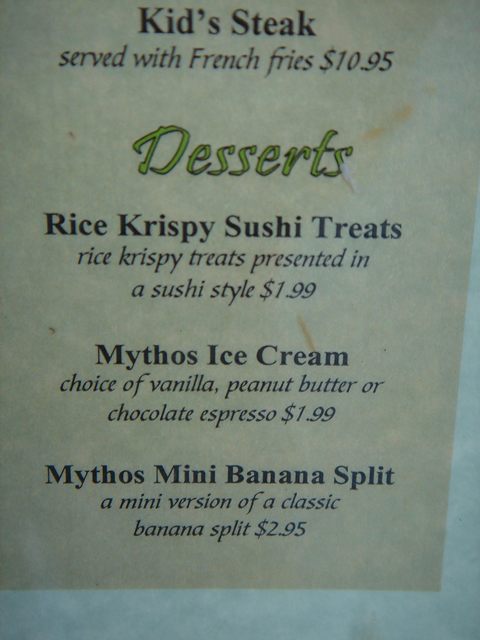 Kid's Steak
served with French fries $10.95
Desserts
Rice Krispy Sushi Treats
rice krispy treats presented in
a sushi style $1.99
Mythos Ice Cream
choice of vanilla, peanut butter or
chocolate espresso $1.99
Mythos Mini Banana Split
a mini version of a classic
banana split $2.95